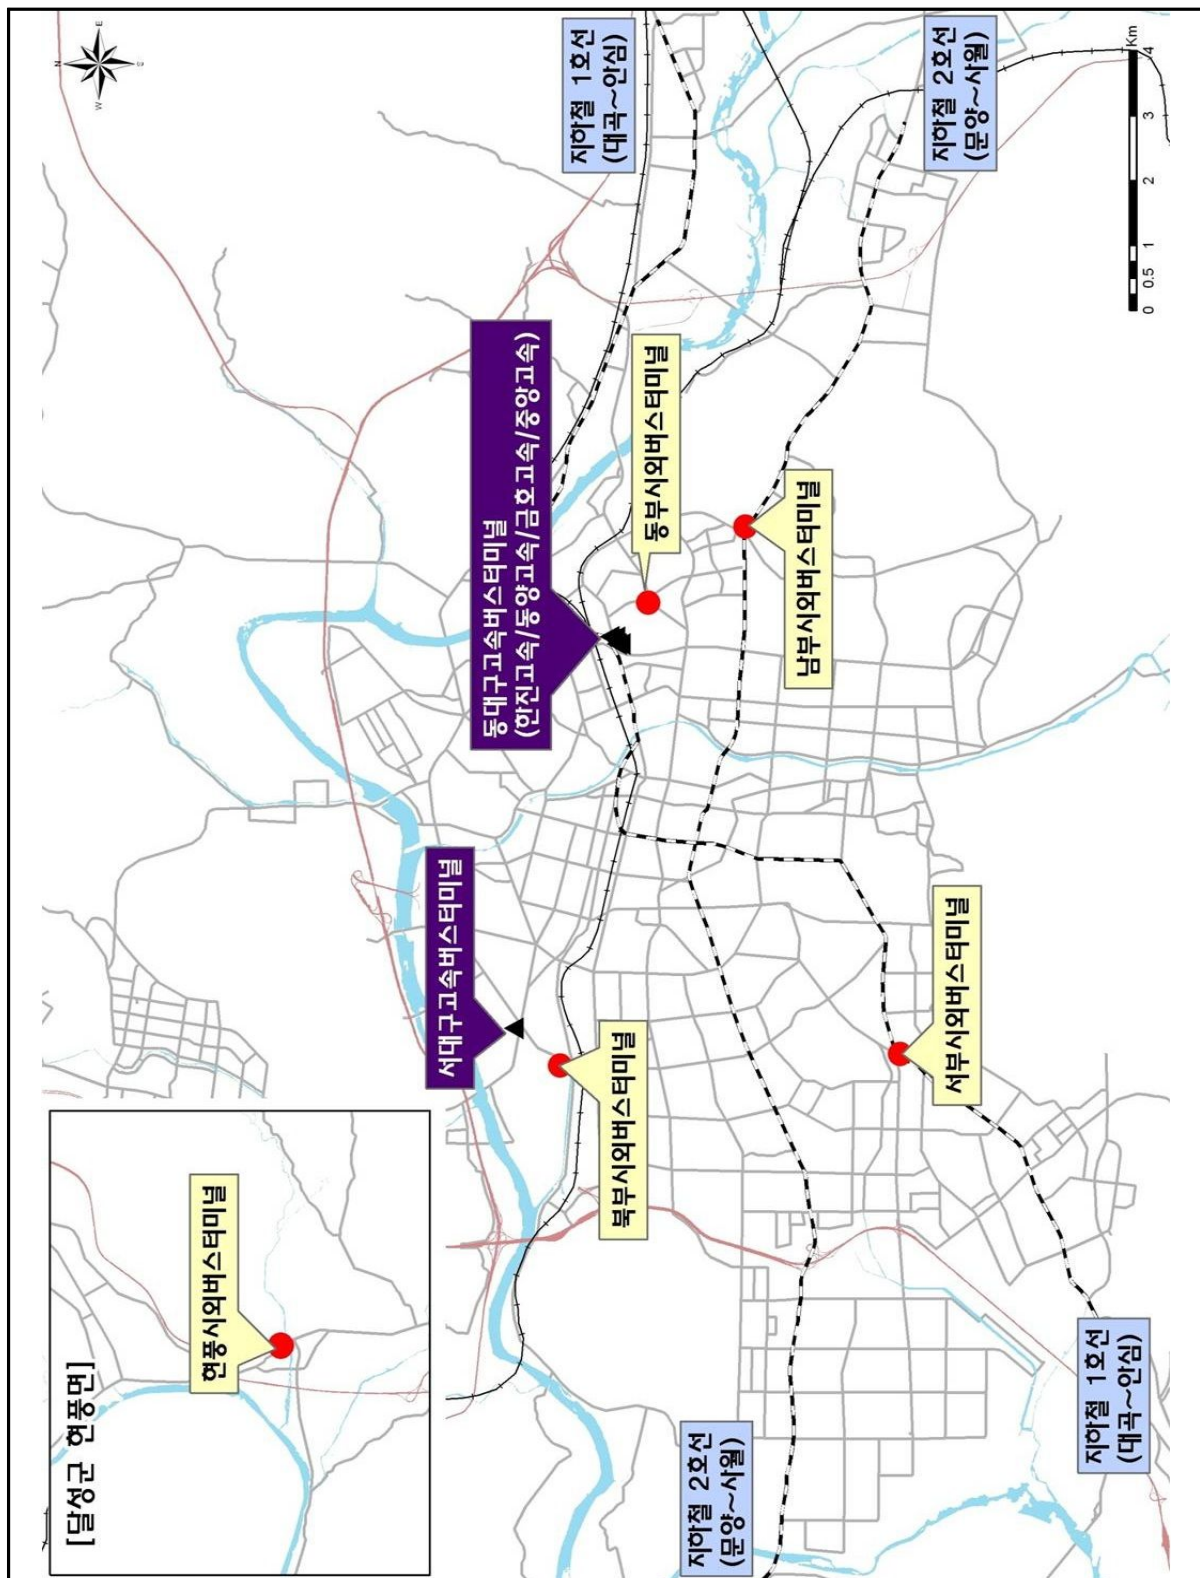 [달성군 현풍면]
현풍시외버스터미널
서대구고속버스터미널
동대구고속버스터미널
(한진고속/동양고속/금호고속/중앙고속)
지하철 1호선
(대곡~안심)
북부시외버스터미널
동부시외버스터미널
지하철 2호선
(문양~사월)
남부시외버스터미널
서부시외버스터미널
지하철 1호선
(대곡~안심)
지하철 2호선
(문양~사월)
N
E
W
Km
0 0.5 1 2 3 4